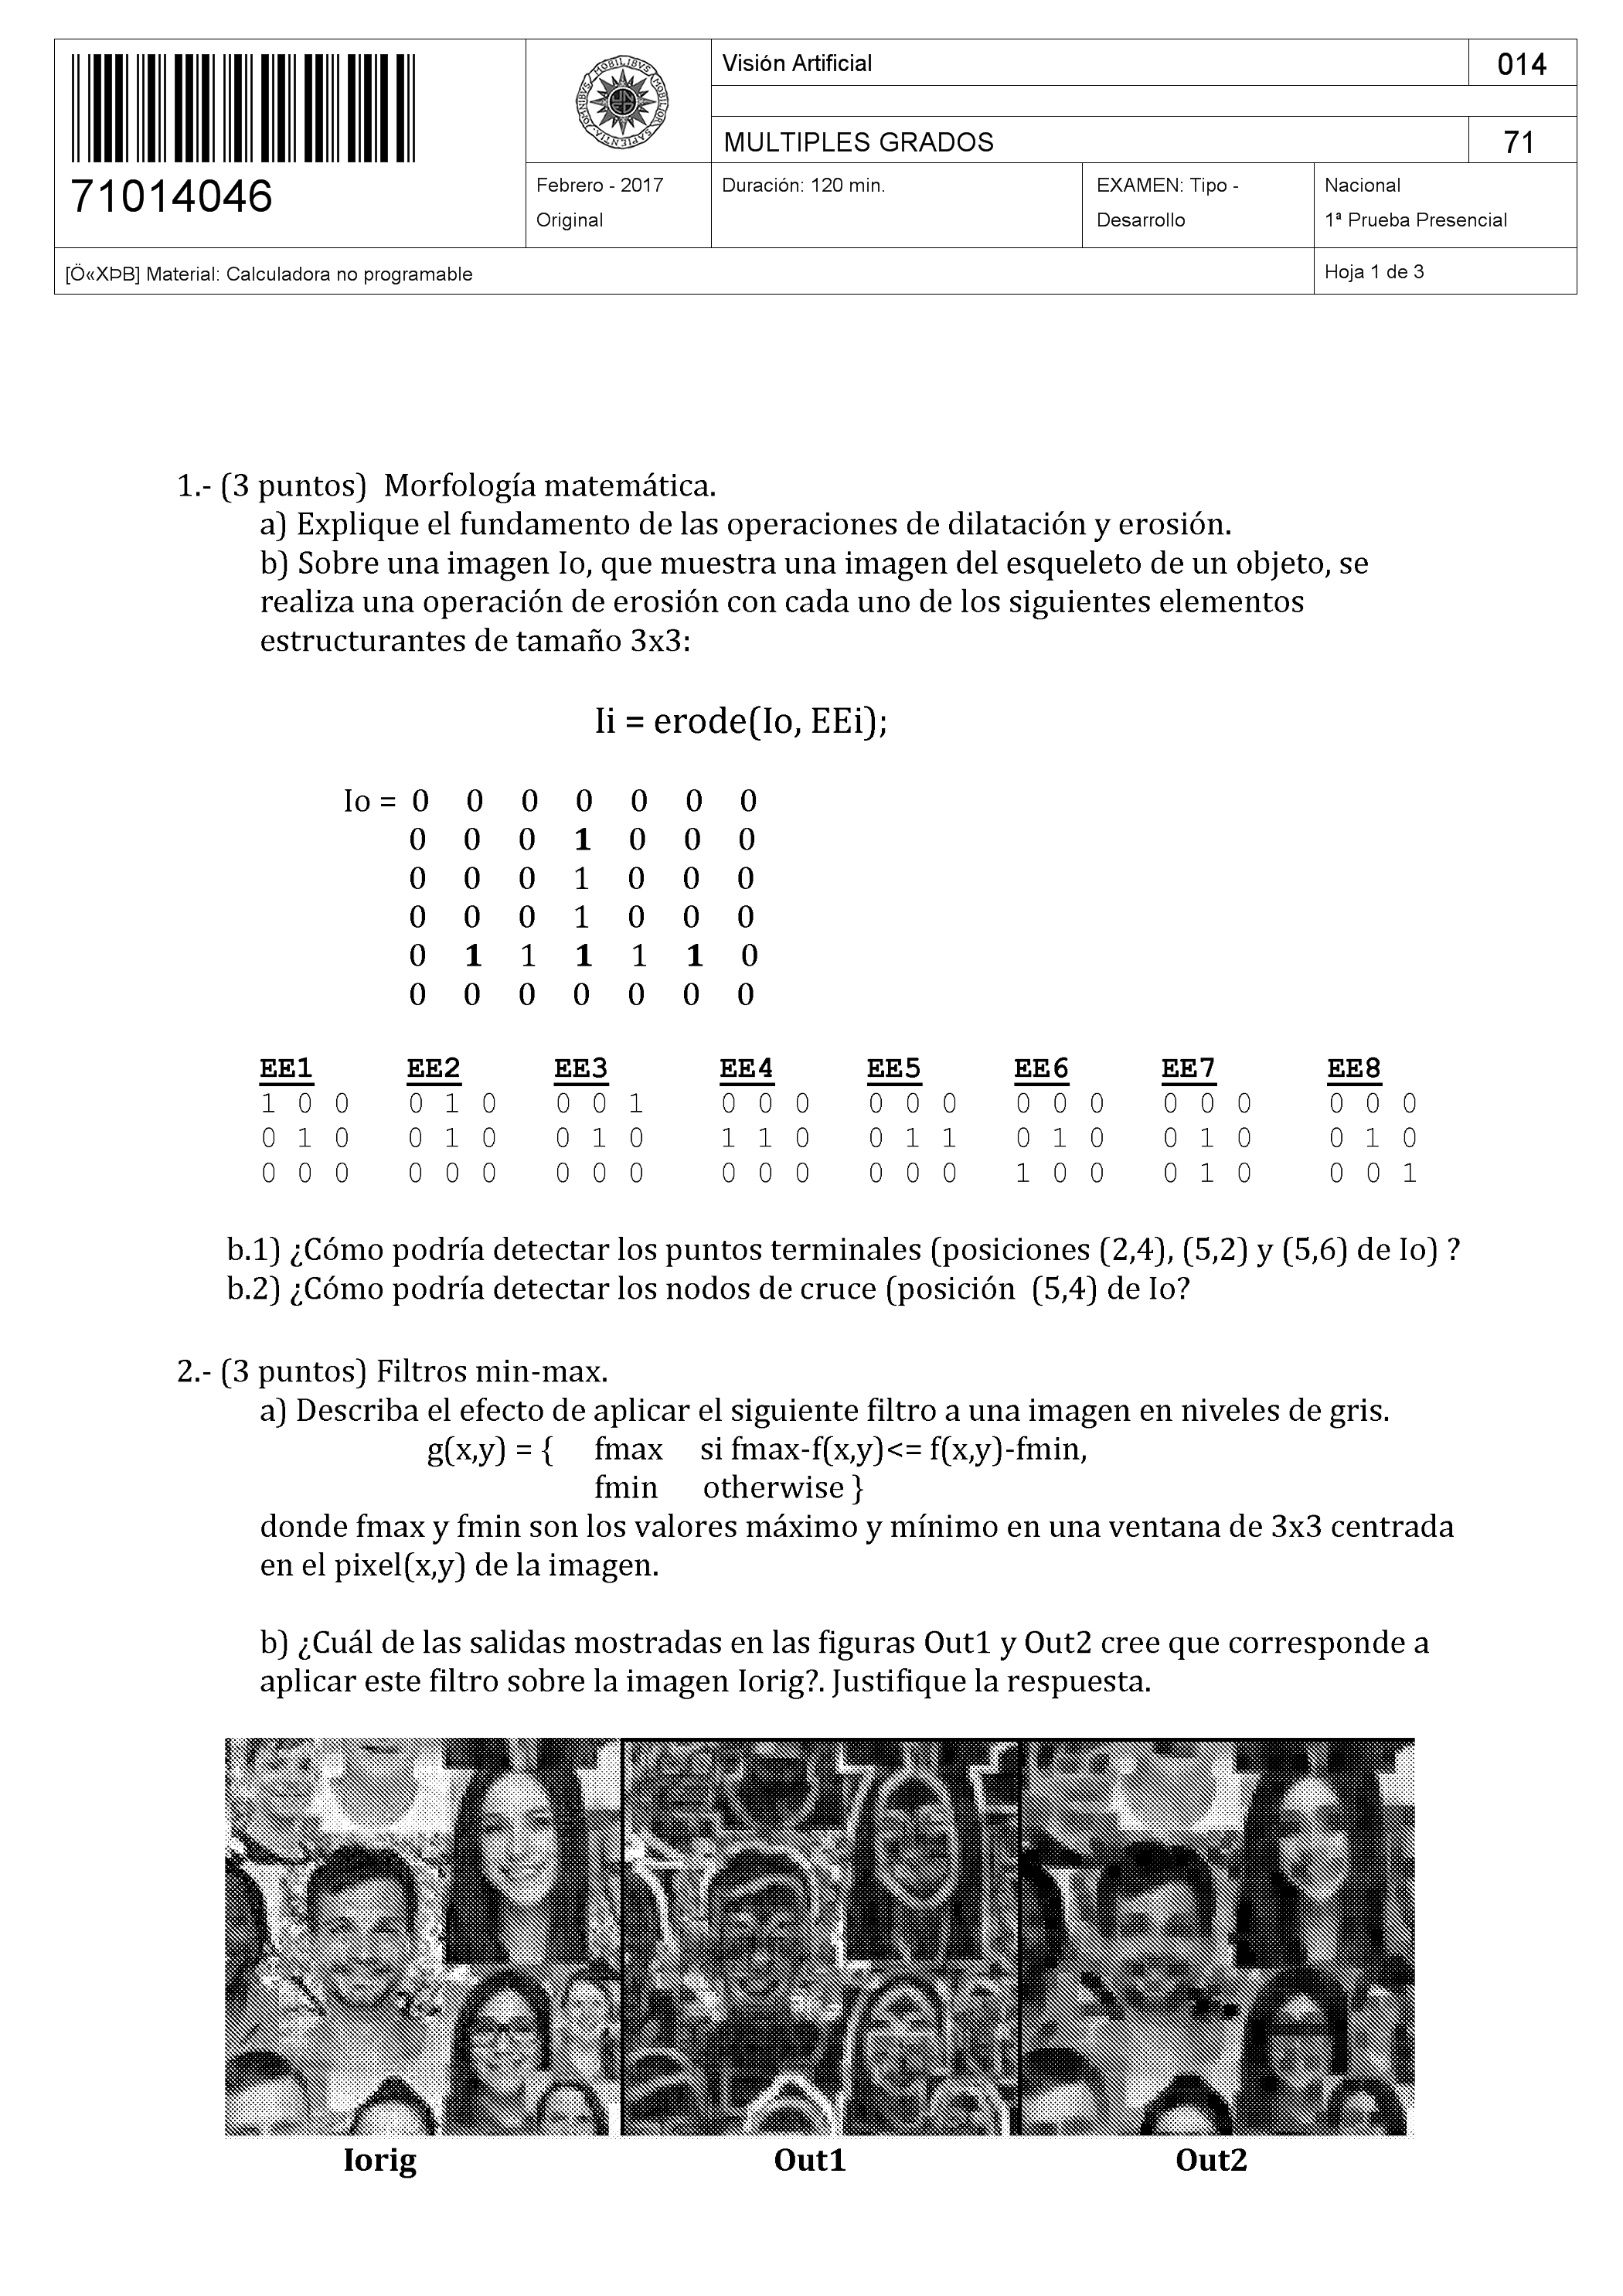 Visión Artificial
014
MULTIPLES GRADOS
71
71014046
Febrero - 2017
Original
Duración: 120 min.
EXAMEN: Tipo -
Desarrollo
Nacional
1ª Prueba Presencial
[Ö«XÞB] Material: Calculadora no programable
Hoja 1 de 3
1.- (3 puntos) Morfología matemática.
a) Explique el fundamento de las operaciones de dilatación y erosión.
b) Sobre una imagen Io, que muestra una imagen del esqueleto de un objeto, se
realiza una operación de erosión con cada uno de los siguientes elementos
estructurantes de tamaño 3x3:
Ii = erode(Io, EEi);
Io = 0 0 0 0 0 0 0
0 0 0 1 0 0 0
0 0 0 1 0 0 0
0 0 0 1 0 0 0
0 1 1 1 1 1 0
0 0 0 0 0 0 0
EE1 EE2 EE3 EE4 EE5 EE6 EE7 EE8
1 0 0 0 1 0 0 0 1 0 0 0 0 0 0 0 0 0 0 0 0 0 0 0
0 1 0 0 1 0 0 1 0 1 1 0 0 1 1 0 1 0 0 1 0 0 1 0
0 0 0 0 0 0 0 0 0 0 0 0 0 0 0 1 0 0 0 1 0 0 0 1
b.1) ¿Cómo podría detectar los puntos terminales (posiciones (2,4), (5,2) y (5,6) de Io) ?
b.2) ¿Cómo podría detectar los nodos de cruce (posición (5,4) de Io?
2.- (3 puntos) Filtros min-max.
a) Describa el efecto de aplicar el siguiente filtro a una imagen en niveles de gris.
g(x,y) = { fmax si fmax-f(x,y)<= f(x,y)-fmin,
fmin otherwise }
donde fmax y fmin son los valores máximo y mínimo en una ventana de 3x3 centrada
en el pixel(x,y) de la imagen.
b) ¿Cuál de las salidas mostradas en las figuras Out1 y Out2 cree que corresponde a
aplicar este filtro sobre la imagen Iorig?. Justifique la respuesta.
Iorig Out1 Out2